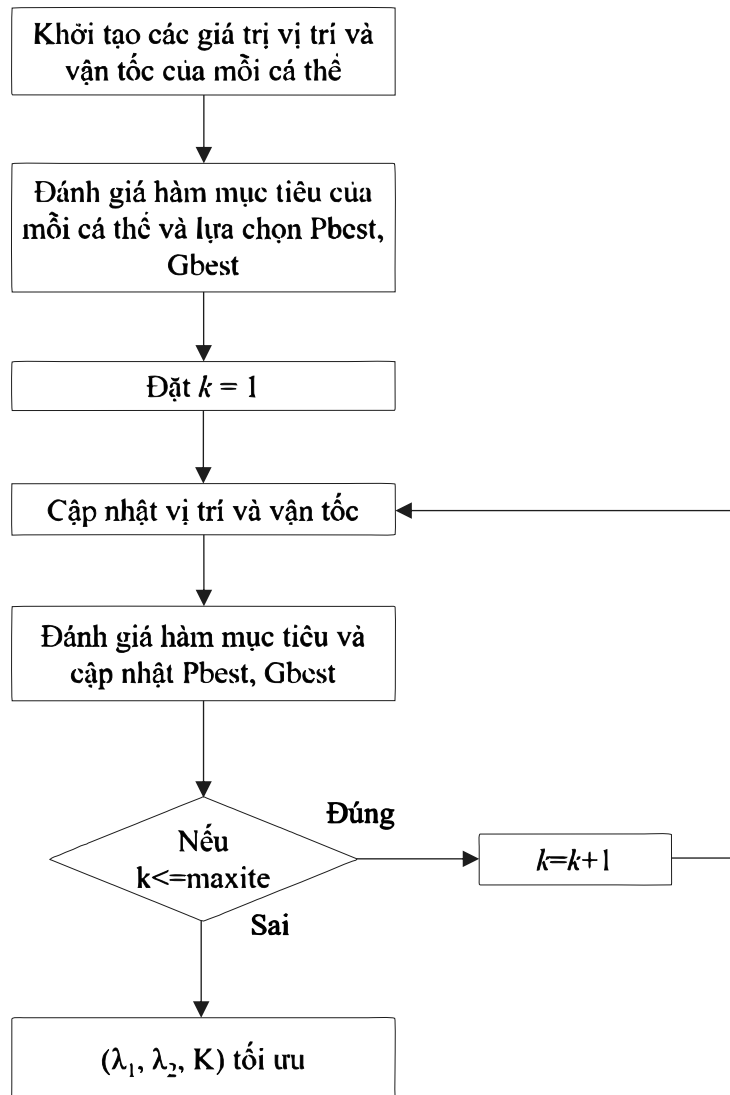 Khởi tạo các giá trị vị trí và
vận tốc của mỗi cá thể
Đánh giá hàm mục tiêu của
mỗi cá thể và lựa chọn Pbest,
Gbest
Đặt k = 1
Cập nhật vị trí và vận tốc
Đánh giá hàm mục tiêu và
cập nhật Pbest, Gbest
Đúng
Nếu
k<=maxite
k=k+1
Sai
(λ₁, λ₂, K) tối ưu